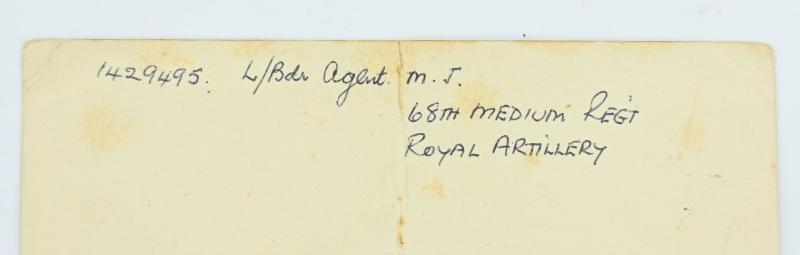 1429495. L/Bdr Agent. M. J.
68TH MEDIUM REGT
ROYAL ARTILLERY